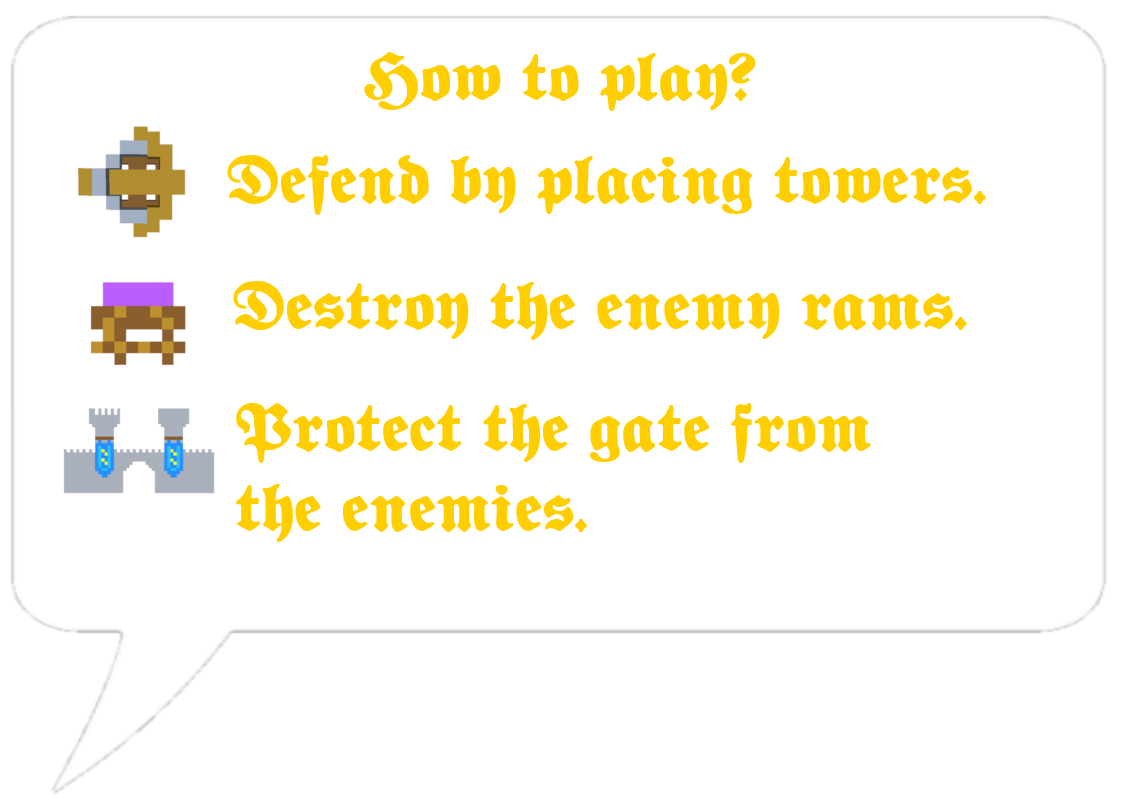 How to play?
Defend by placing towers.
Destroy the enemy rams.
Protect the gate from
the enemies.